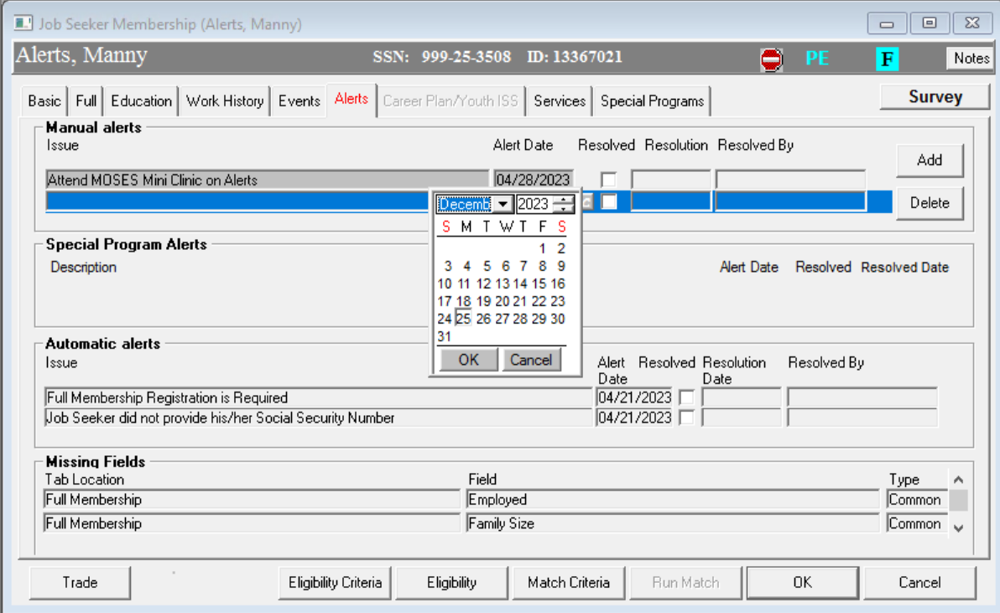 Job Seeker Membership (Alerts, Manny)
Alerts, Manny SSN: 999-25-3508 ID: 13367021 PE F Notes
Basic Full Education Work History Events Alerts Career Plan/Youth ISS Services Special Programs Survey
Manual alerts
Issue Alert Date Resolved Resolution Resolved By
Add
Attend MOSES Mini Clinic on Alerts 04/28/2023
Delete
Decemb 2023
S M T W T F S
1 2
3 4 5 6 7 8 9
10 11 12 13 14 15 16
17 18 19 20 21 22 23
24 25 26 27 28 29 30
31
OK Cancel
Special Program Alerts
Description Alert Date Resolved Resolved Date
Automatic alerts
Issue Alert Date Resolved Resolution Date Resolved By
Full Membership Registration is Required 04/21/2023
Job Seeker did not provide his/her Social Security Number 04/21/2023
Missing Fields
Tab Location Field Type
Full Membership Employed Common
Full Membership Family Size Common
Trade Eligibility Criteria Eligibility Match Criteria Run Match OK Cancel